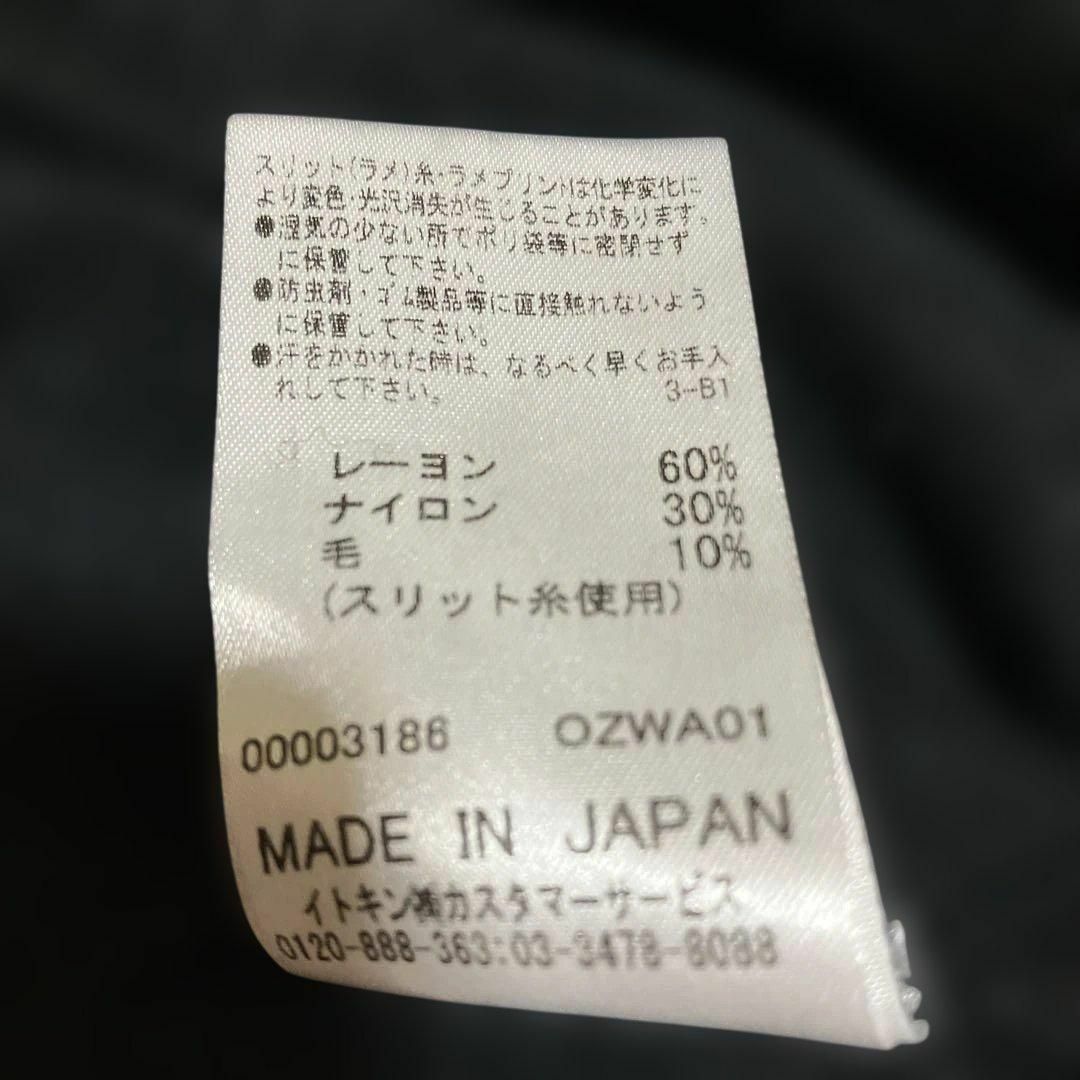 スリット(ラメ)糸・ラメプリントは化学変化に
より変色・光沢消失が生じることがあります。
●湿気の少ない所でポリ袋等に密閉せず
に保管して下さい。
●防虫剤・ゴム製品等に直接触れないよう
に保管して下さい。
●汗をかかれた時は、なるべく早くお手入
れして下さい。 3-B1
レーヨン 60%
ナイロン 30%
毛 10%
(スリット糸使用)
00003186 OZWA01
MADE IN JAPAN
イトキン㈱カスタマーサービス
0120-888-363:03-3478-8088